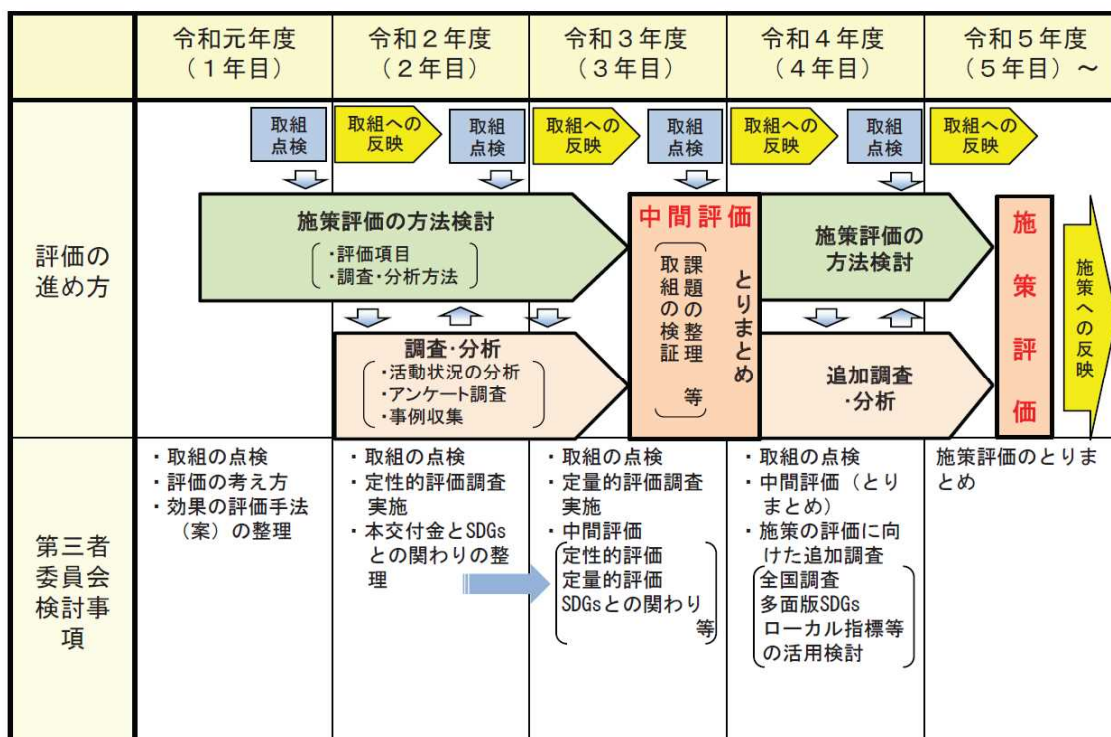 令和元年度
（１年目）
令和２年度
（２年目）
令和３年度
（３年目）
令和４年度
（４年目）
令和５年度
（５年目）～
評価の
進め方
取組
点検
取組への
反映
取組
点検
取組への
反映
取組
点検
取組への
反映
取組
点検
取組への
反映
施策評価の方法検討
・評価項目
・調査・分析方法
調査・分析
・活動状況の分析
・アンケート調査
・事例収集
中間評価
とりまとめ
課題の整理　等
取組の検証
施策評価の
方法検討
追加調査
・分析
施策評価
施策への反映
第三者
委員会
検討事
項
・取組の点検
・評価の考え方
・効果の評価手法
（案）の整理
・取組の点検
・定性的評価調査
実施
・本交付金とSDGs
との関わりの整
理
・取組の点検
・定量的評価調査
実施
・中間評価
定性的評価
定量的評価
SDGsとの関わり
等
・取組の点検
・中間評価（とり
まとめ）
・施策の評価に向
けた追加調査
全国調査
多面版SDGs
ローカル指標等
の活用検討
施策評価のとりま
とめ